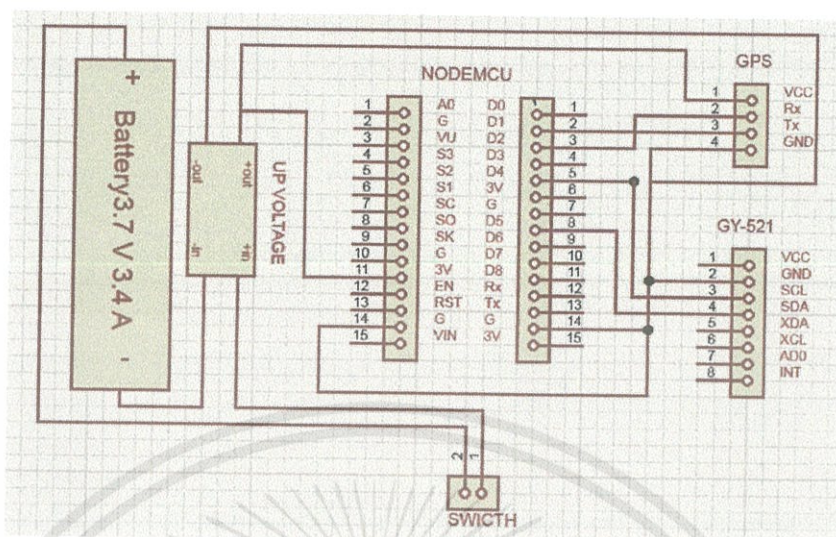 NODEMCU
1 A0 D0 1
2 G D1 2
3 VU D2 3
4 S3 D3 4
5 S2 D4 5
6 S1 3V 6
7 SC G 7
8 SO D5 8
9 SK D6 9
10 G D7 10
11 3V D8 11
12 EN Rx 12
13 RST Tx 13
14 G G 14
15 VIN 3V 15
GPS
1 VCC
2 Rx
3 Tx
4 GND
GY-521
1 VCC
2 GND
3 SCL
4 SDA
5 XDA
6 XCL
7 AD0
8 INT
+ Battery3.7 V 3.4 A -
UP VOLTAGE
-out +out
-in +in
2 1
SWICTH